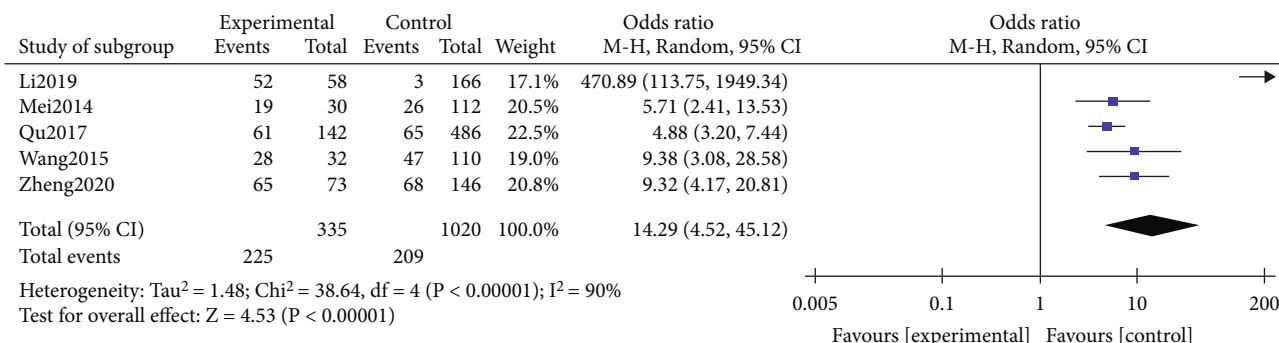 Experimental Control Odds ratio Odds ratio
Study of subgroup Events Total Events Total Weight M-H, Random, 95% CI M-H, Random, 95% CI
Li2019 52 58 3 166 17.1% 470.89 (113.75, 1949.34)
Mei2014 19 30 26 112 20.5% 5.71 (2.41, 13.53)
Qu2017 61 142 65 486 22.5% 4.88 (3.20, 7.44)
Wang2015 28 32 47 110 19.0% 9.38 (3.08, 28.58)
Zheng2020 65 73 68 146 20.8% 9.32 (4.17, 20.81)
Total (95% CI) 335 1020 100.0% 14.29 (4.52, 45.12)
Total events 225 209
Heterogeneity: Tau² = 1.48; Chi² = 38.64, df = 4 (P < 0.00001); I² = 90%
Test for overall effect: Z = 4.53 (P < 0.00001)
0.005 0.1 1 10 200
Favours [experimental] Favours [control]